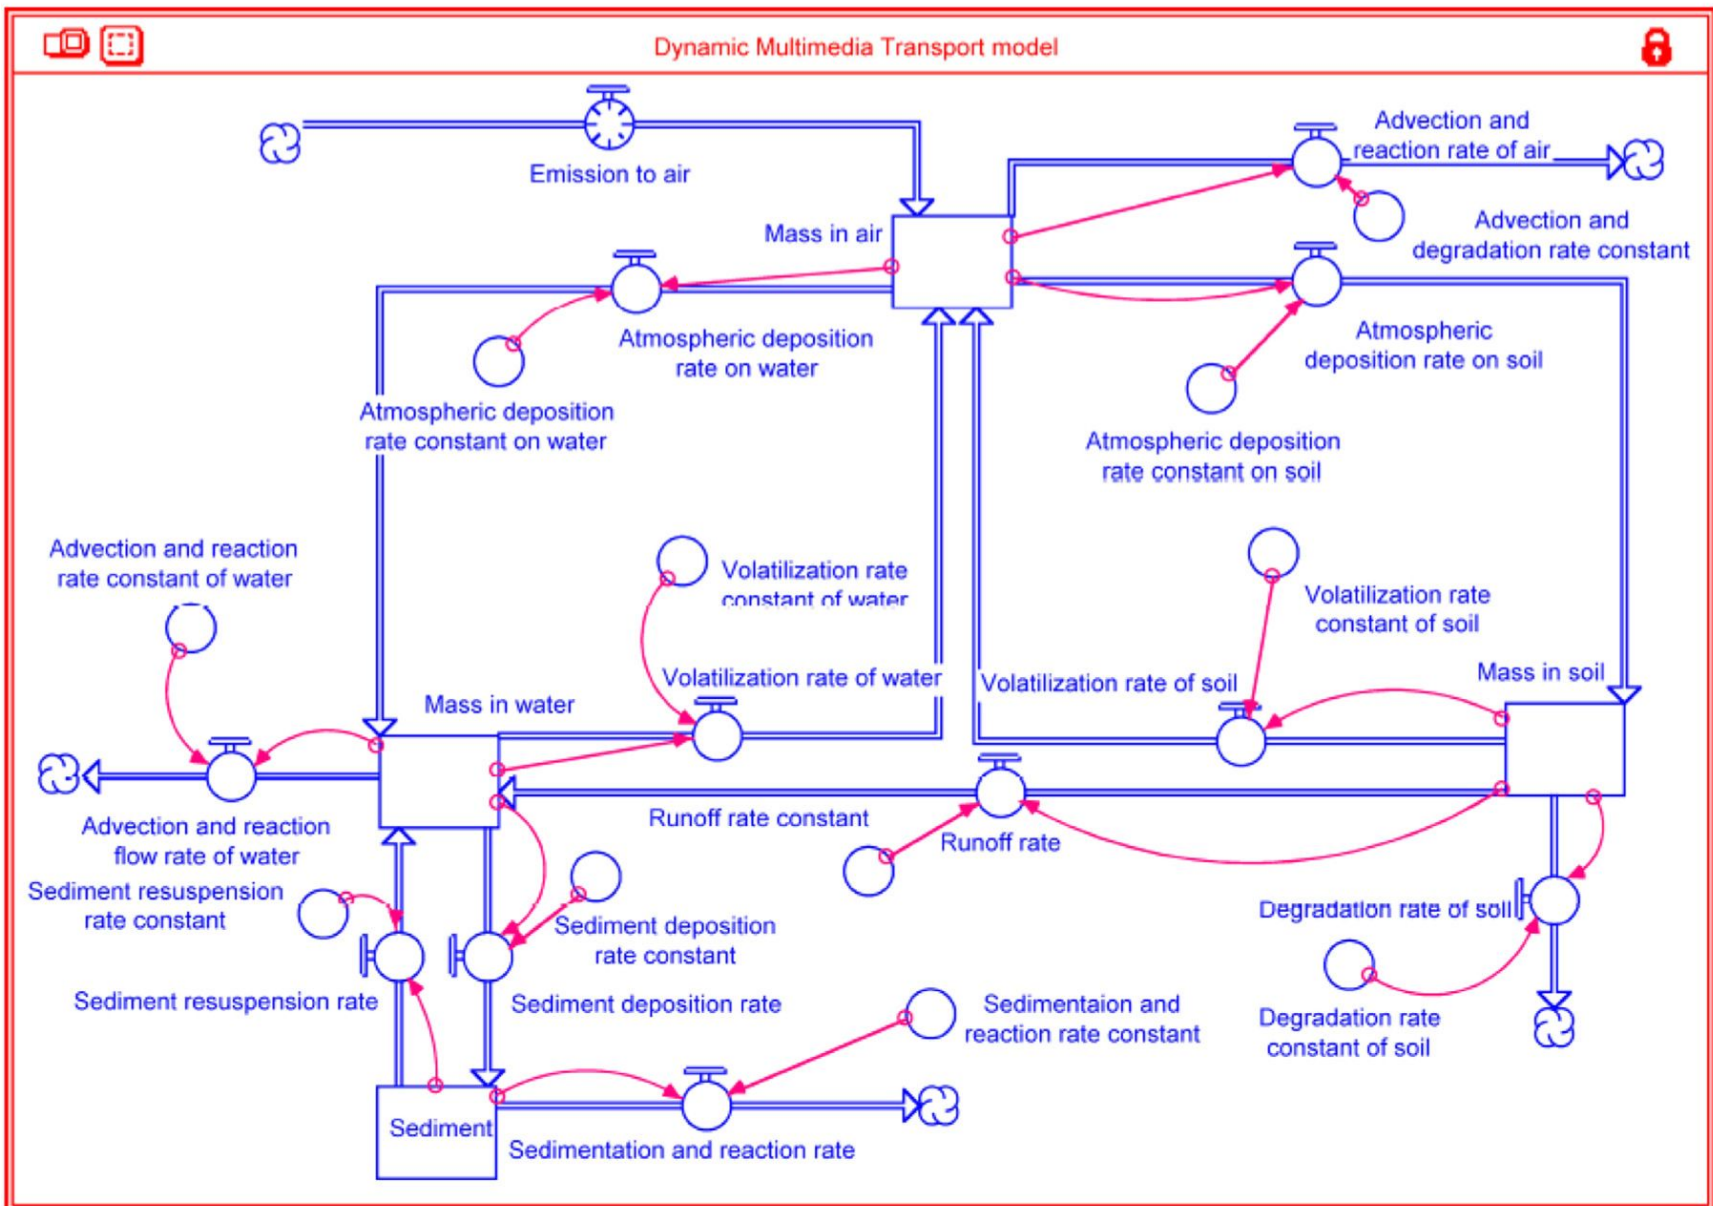 Dynamic Multimedia Transport model
Emission to air
Advection and
reaction rate of air
Mass in air
Advection and
degradation rate constant
Atmospheric deposition
rate on water
Atmospheric
deposition rate on soil
Atmospheric deposition
rate constant on water
Atmospheric deposition
rate constant on soil
Advection and reaction
rate constant of water
Volatilization rate
constant of water
Volatilization rate
constant of soil
Mass in water
Volatilization rate of water
Volatilization rate of soil
Mass in soil
Advection and reaction
flow rate of water
Runoff rate constant
Runoff rate
Sediment resuspension
rate constant
Sediment deposition
rate constant
Degradation rate of soil
Sediment resuspension rate
Sediment deposition rate
Sedimentaion and
reaction rate constant
Degradation rate
constant of soil
Sediment
Sedimentation and reaction rate